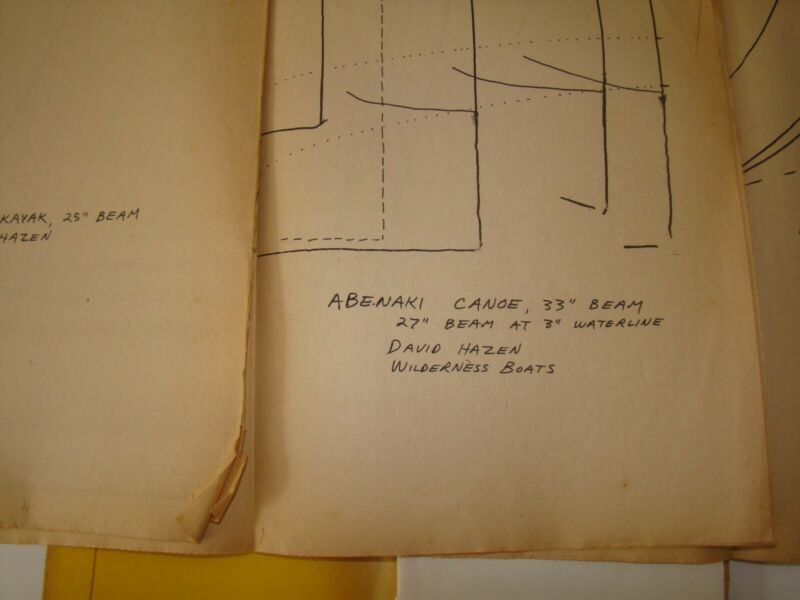 KAYAK, 25" BEAM
HAZEN
ABENAKI CANOE, 33" BEAM
27" BEAM AT 3" WATERLINE
DAVID HAZEN
WILDERNESS BOATS